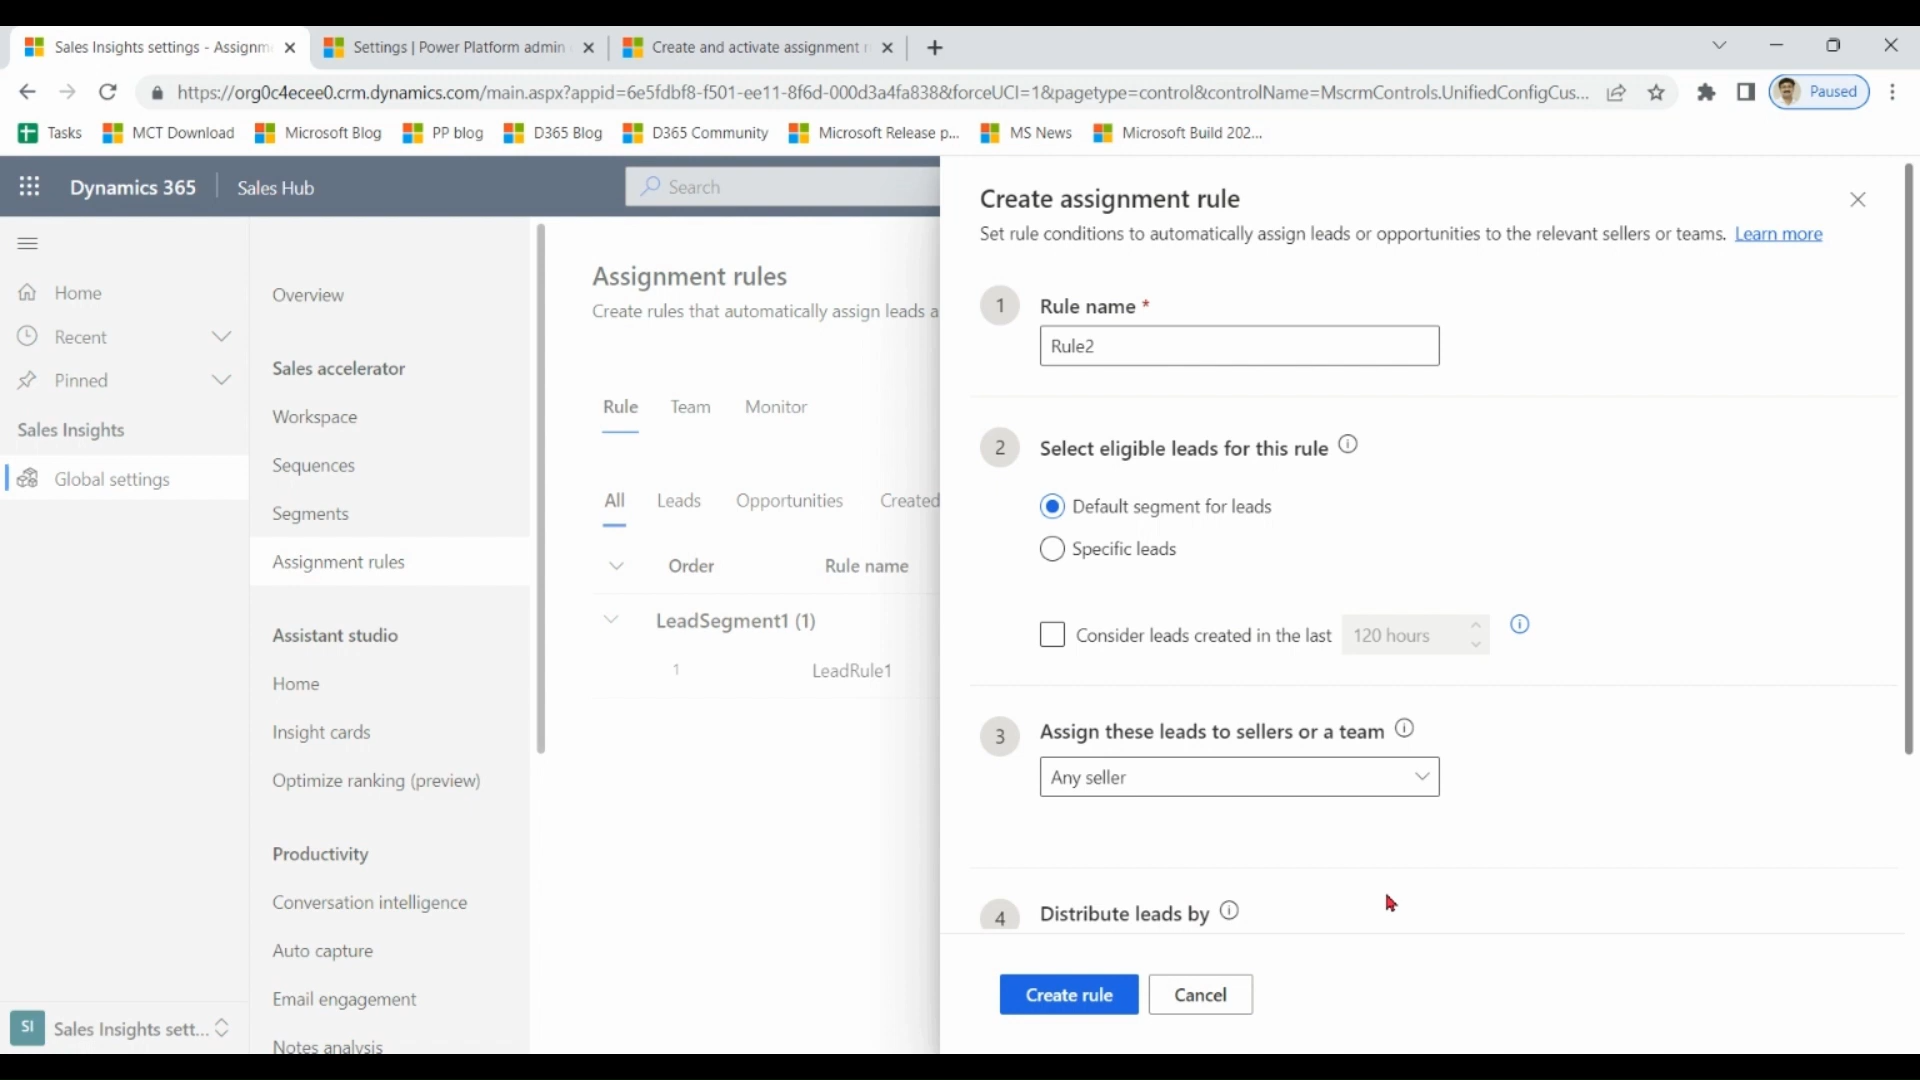 Sales Insights settings - Assignm
Settings | Power Platform admin
Create and activate assignment r
https://org0c4ecee0.crm.dynamics.com/main.aspx?appid=6e5fdbf8-f501-ee11-8f6d-000d3a4fa838&forceUCI=1&pagetype=control&controlName=MscrmControls.UnifiedConfigCus...
Paused
Tasks
MCT Download
Microsoft Blog
PP blog
D365 Blog
D365 Community
Microsoft Release p...
MS News
Microsoft Build 202...
Dynamics 365
Sales Hub
Search
Home
Recent
Pinned
Sales Insights
Global settings
SI
Sales Insights sett...
Overview
Sales accelerator
Workspace
Sequences
Segments
Assignment rules
Assistant studio
Home
Insight cards
Optimize ranking (preview)
Productivity
Conversation intelligence
Auto capture
Email engagement
Notes analysis
Assignment rules
Create rules that automatically assign leads a
Rule
Team
Monitor
All
Leads
Opportunities
Created
Order
Rule name
LeadSegment1 (1)
1
LeadRule1
Create assignment rule
Set rule conditions to automatically assign leads or opportunities to the relevant sellers or teams. Learn more
1
Rule name *
Rule2
2
Select eligible leads for this rule
Default segment for leads
Specific leads
Consider leads created in the last
120 hours
3
Assign these leads to sellers or a team
Any seller
4
Distribute leads by
Create rule
Cancel